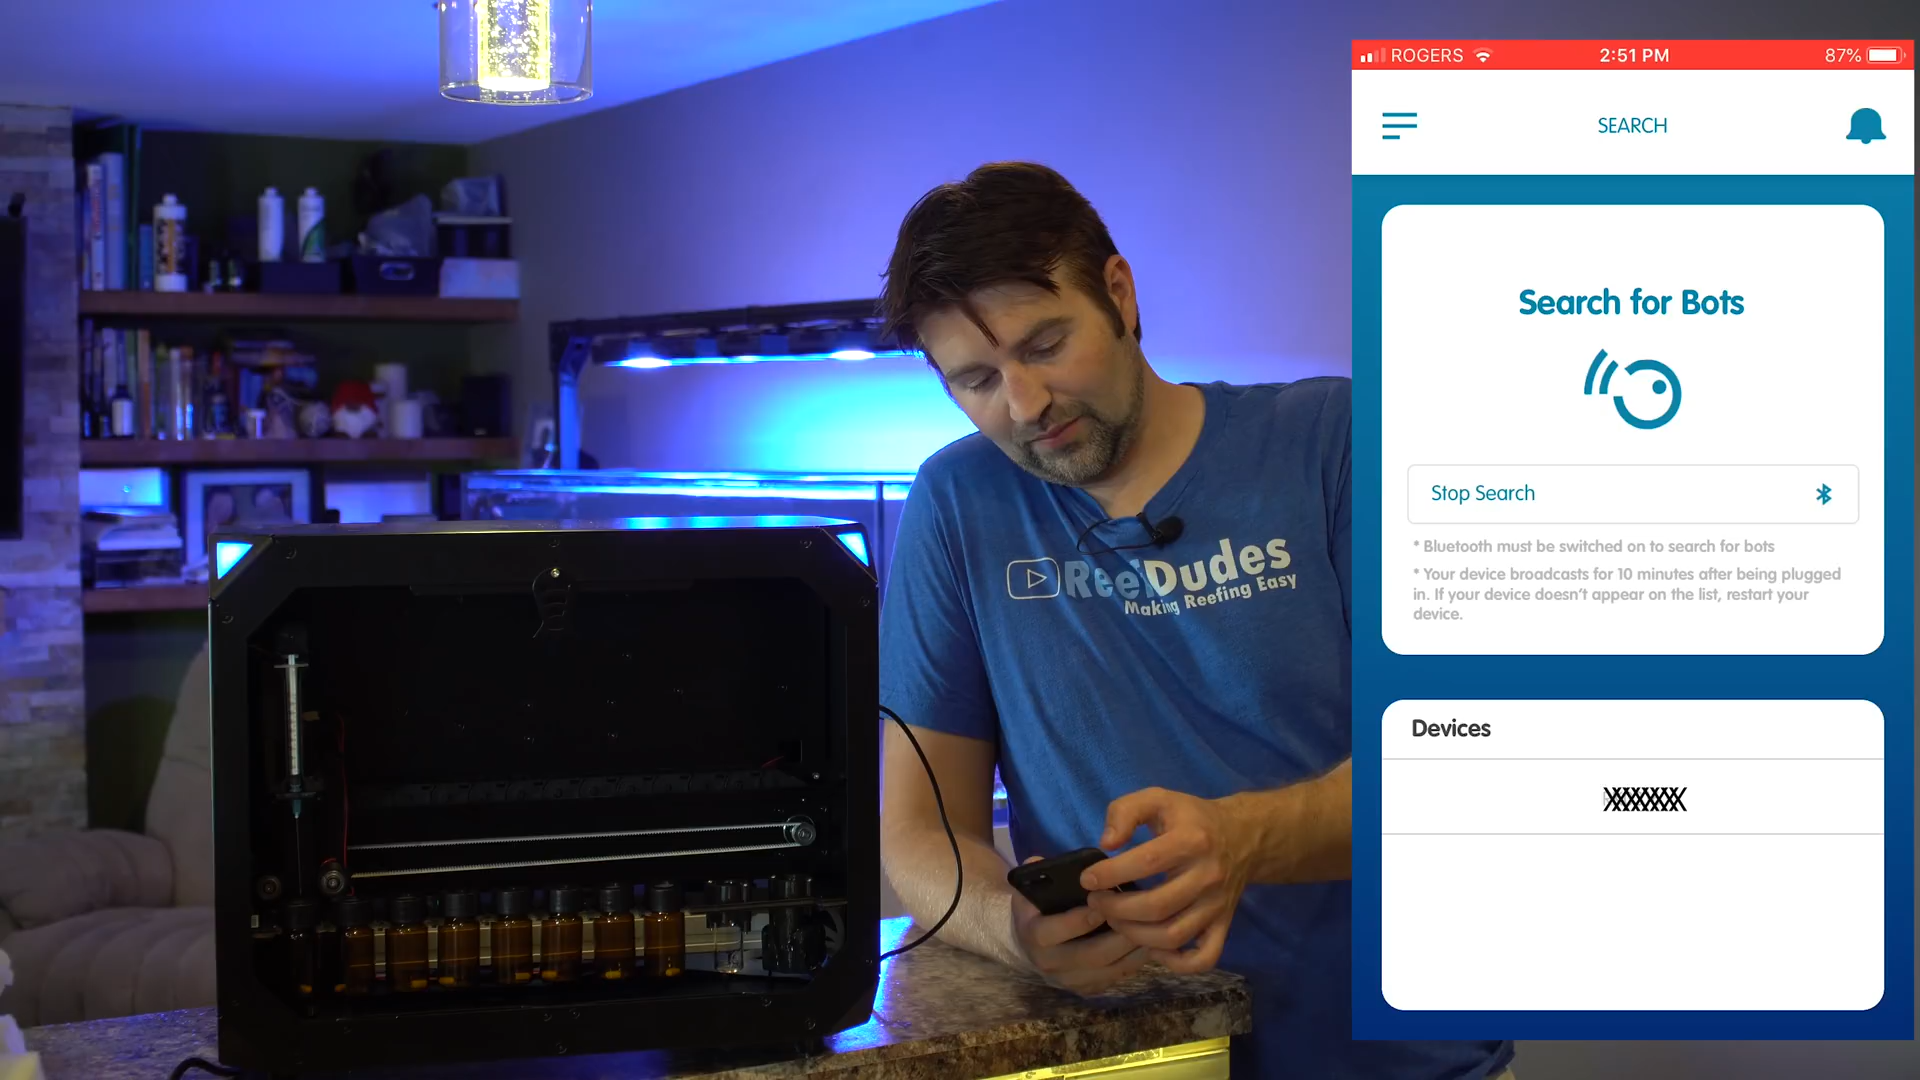 ROGERS 2:51 PM 87%
SEARCH
Search for Bots
Stop Search
* Bluetooth must be switched on to search for bots
* Your device broadcasts for 10 minutes after being plugged
in. If your device doesn't appear on the list, restart your
device.
Devices
XXXXXXX
ReefDudes
Making Reefing Easy